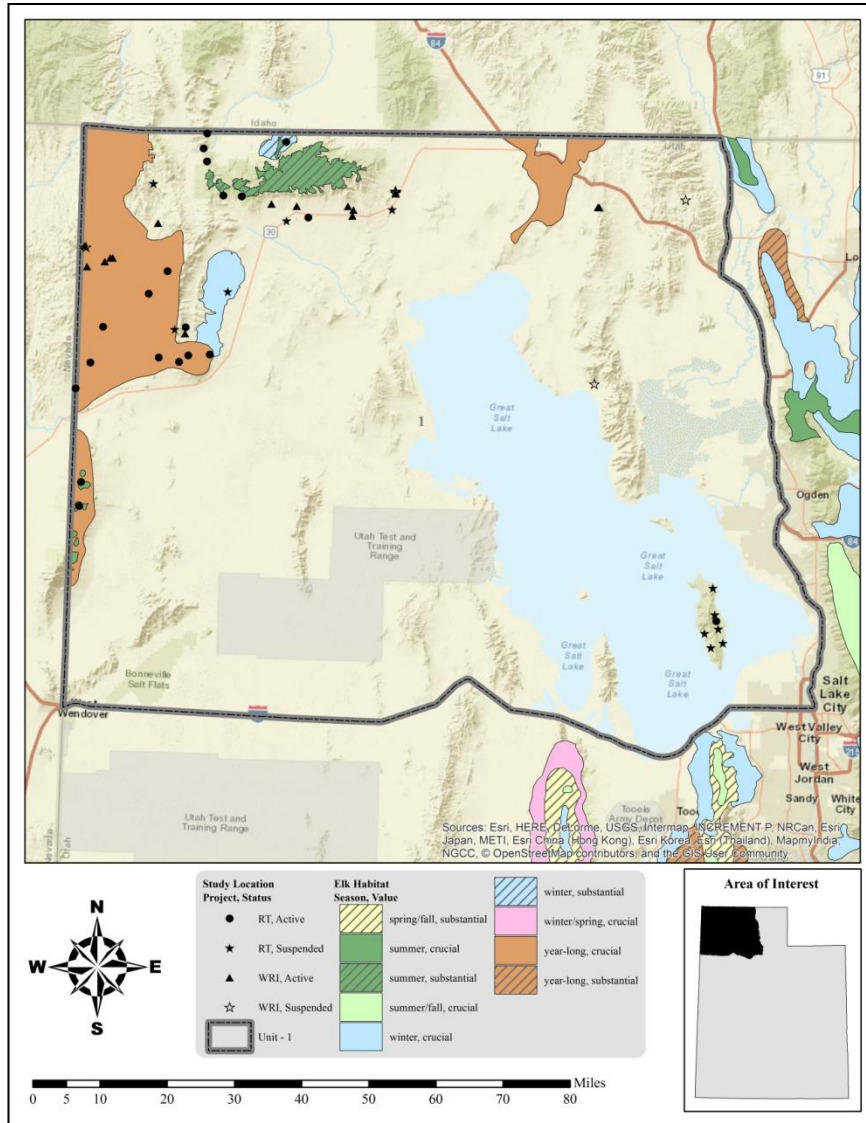 84
91
Idaho
Utah
30
Nevada
1
Great
Salt
Lake
Ogden
84
Utah Test and
Training
Range
Great
Salt
Lake
Great
Salt
Lake
Great
Salt
Lake
Bonneville
Salt Flats
Wendover
80
Salt
Lake
City
West Valley
City
215
West
Jordan
Sandy
White
City
Utah Test and
Training Range
Tooele
Army Depot
Tooe
Utah
Sources: Esri, HERE, DeLorme, USGS, Intermap, INCREMENT P, NRCan, Esri
Japan, METI, Esri China (Hong Kong), Esri Korea, Esri (Thailand), MapmyIndia,
NGCC, © OpenStreetMap contributors, and the GIS User Community
N
W
E
S
Study Location
Project, Status
RT, Active
RT, Suspended
WRI, Active
WRI, Suspended
Unit - 1
Elk Habitat
Season, Value
spring/fall, substantial
summer, crucial
summer, substantial
summer/fall, crucial
winter, crucial
winter, substantial
winter/spring, crucial
year-long, crucial
year-long, substantial
Area of Interest
Miles
0 5 10 20 30 40 50 60 70 80